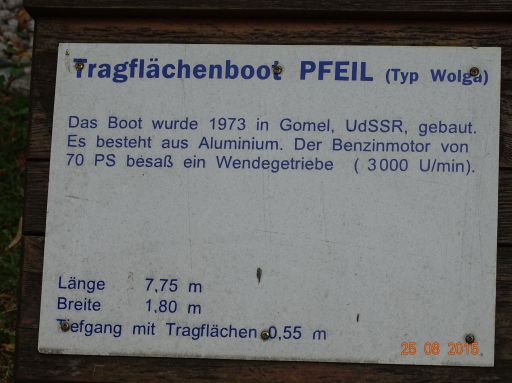 Tragflächenboot PFEIL (Typ Wolga)
Das Boot wurde 1973 in Gomel, UdSSR, gebaut.
Es besteht aus Aluminium. Der Benzinmotor von
70 PS besaß ein Wendegetriebe ( 3000 U/min).
Länge 7,75 m
Breite 1,80 m
Tiefgang mit Tragflächen 0,55 m
25 08 2015